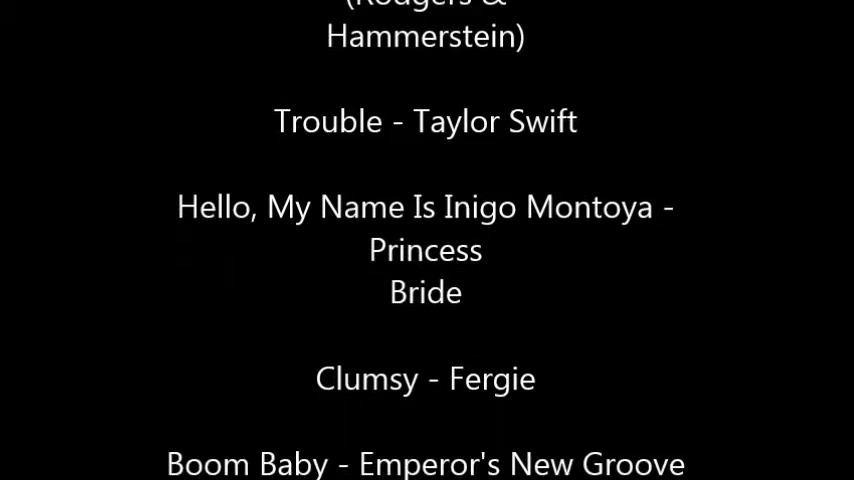 (Rodgers &
Hammerstein)
Trouble - Taylor Swift
Hello, My Name Is Inigo Montoya -
Princess
Bride
Clumsy - Fergie
Boom Baby - Emperor's New Groove